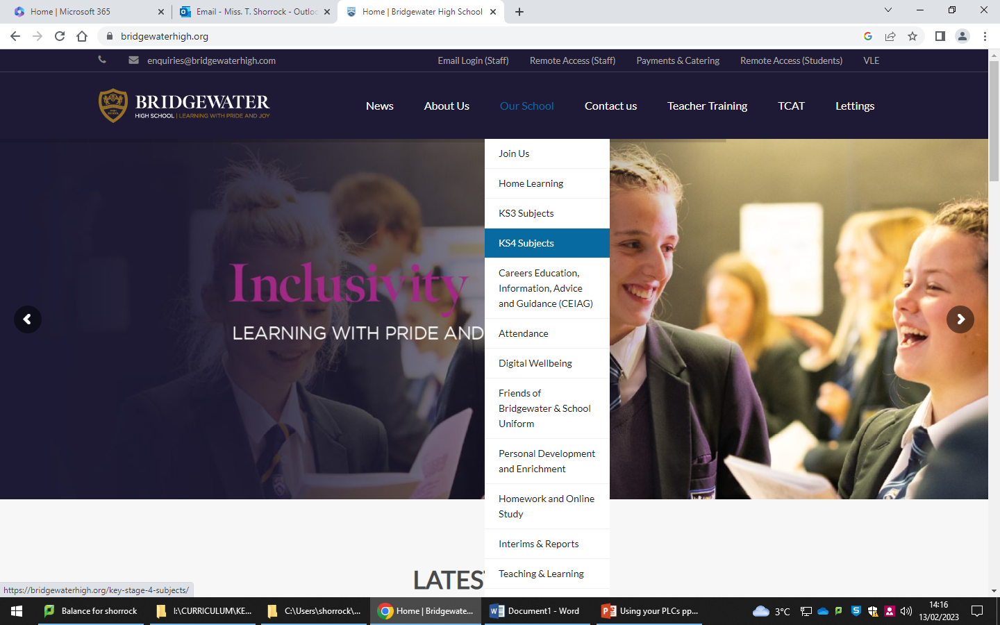 Home | Microsoft 365
Email - Miss. T. Shorrock - Outloo
Home | Bridgewater High School
bridgewaterhigh.org
enquiries@bridgewaterhigh.com
Email Login (Staff)
Remote Access (Staff)
Payments & Catering
Remote Access (Students)
VLE
BRIDGEWATER
HIGH SCHOOL | LEARNING WITH PRIDE AND JOY
News
About Us
Our School
Contact us
Teacher Training
TCAT
Lettings
Join Us
Home Learning
KS3 Subjects
KS4 Subjects
Careers Education,
Information, Advice
and Guidance (CEIAG)
Attendance
Digital Wellbeing
Friends of
Bridgewater & School
Uniform
Personal Development
and Enrichment
Homework and Online
Study
Interims & Reports
Teaching & Learning
Inclusivity
LEARNING WITH PRIDE AND
LATES
https://bridgewaterhigh.org/key-stage-4-subjects/
Balance for shorrock
I:\CURRICULUM\KE...
C:\Users\shorrock\...
Home | Bridgewate...
Document1 - Word
Using your PLCs pp...
3°C
14:16
13/02/2023